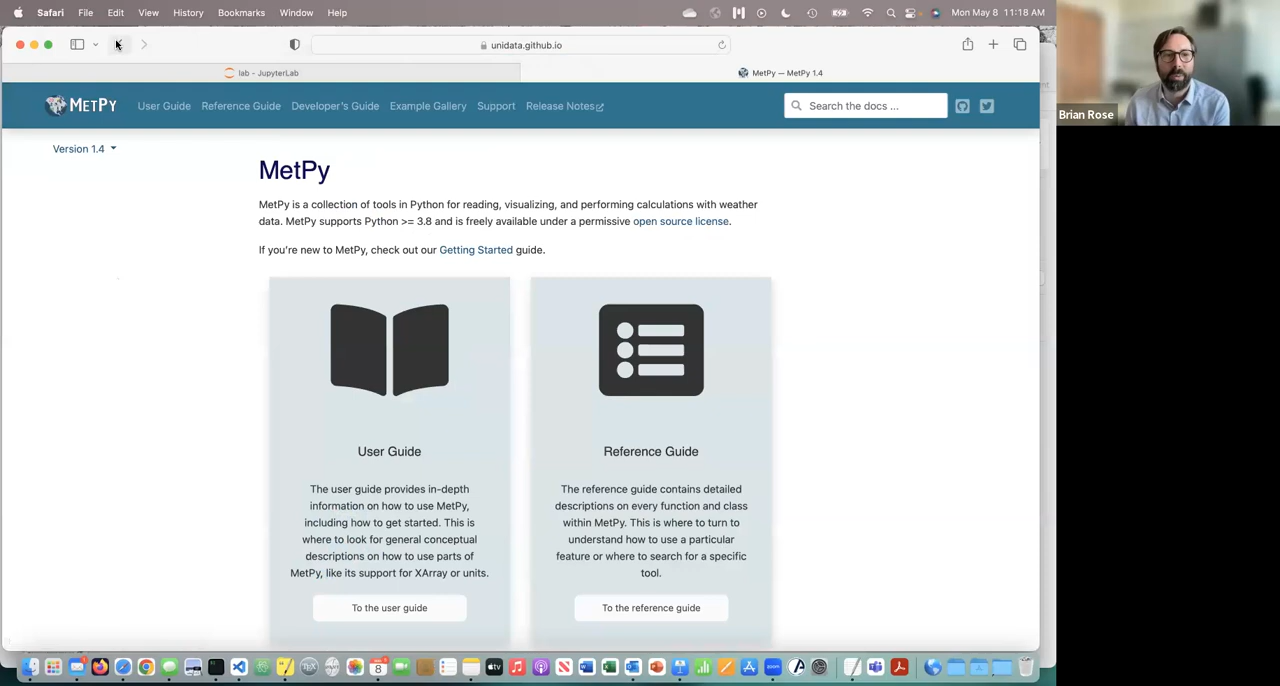 Safari File Edit View History Bookmarks Window Help
Mon May 8 11:18 AM
unidata.github.io
lab - JupyterLab
MetPy — MetPy 1.4
METPY User Guide Reference Guide Developer's Guide Example Gallery Support Release Notes
Search the docs ...
Brian Rose
Version 1.4
MetPy
MetPy is a collection of tools in Python for reading, visualizing, and performing calculations with weather
data. MetPy supports Python >= 3.8 and is freely available under a permissive open source license.
If you're new to MetPy, check out our Getting Started guide.
User Guide
The user guide provides in-depth
information on how to use MetPy,
including how to get started. This is
where to look for general conceptual
descriptions on how to use parts of
MetPy, like its support for XArray or units.
To the user guide
Reference Guide
The reference guide contains detailed
descriptions on every function and class
within MetPy. This is where to turn to
understand how to use a particular
feature or where to search for a specific
tool.
To the reference guide